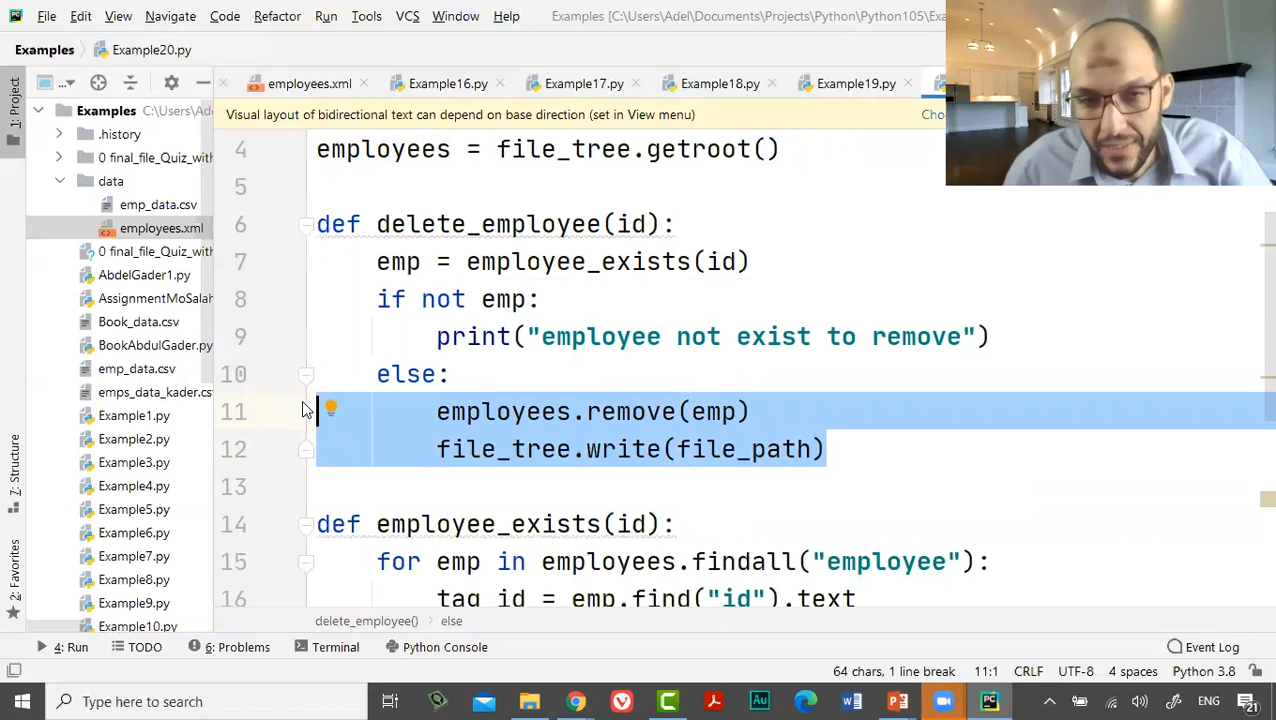 File Edit View Navigate Code Refactor Run Tools VCS Window Help Examples [C:\Users\Adel\Documents\Projects\Python\Python105\Exa
Examples Example20.py
employees.xml Example16.py Example17.py Example18.py Example19.py
1: Project
Examples C:\Users\Ade
.history
0 final_file_Quiz_with
data
emp_data.csv
employees.xml
0 final_file_Quiz_with
AbdelGader1.py
AssignmentMoSalah
Book_data.csv
BookAbdulGader.py
emp_data.csv
emps_data_kader.cs
Example1.py
Example2.py
Example3.py
Example4.py
Example5.py
Example6.py
Example7.py
Example8.py
Example9.py
Example10.py
7: Structure
2: Favorites
Visual layout of bidirectional text can depend on base direction (set in View menu) Cho
4 employees = file_tree.getroot()
5
6 def delete_employee(id):
7 emp = employee_exists(id)
8 if not emp:
9 print("employee not exist to remove")
10 else:
11 employees.remove(emp)
12 file_tree.write(file_path)
13
14 def employee_exists(id):
15 for emp in employees.findall("employee"):
16 tag_id = emp.find("id").text
delete_employee() else
4: Run TODO 6: Problems Terminal Python Console Event Log
64 chars, 1 line break 11:1 CRLF UTF-8 4 spaces Python 3.8
Type here to search ENG 21